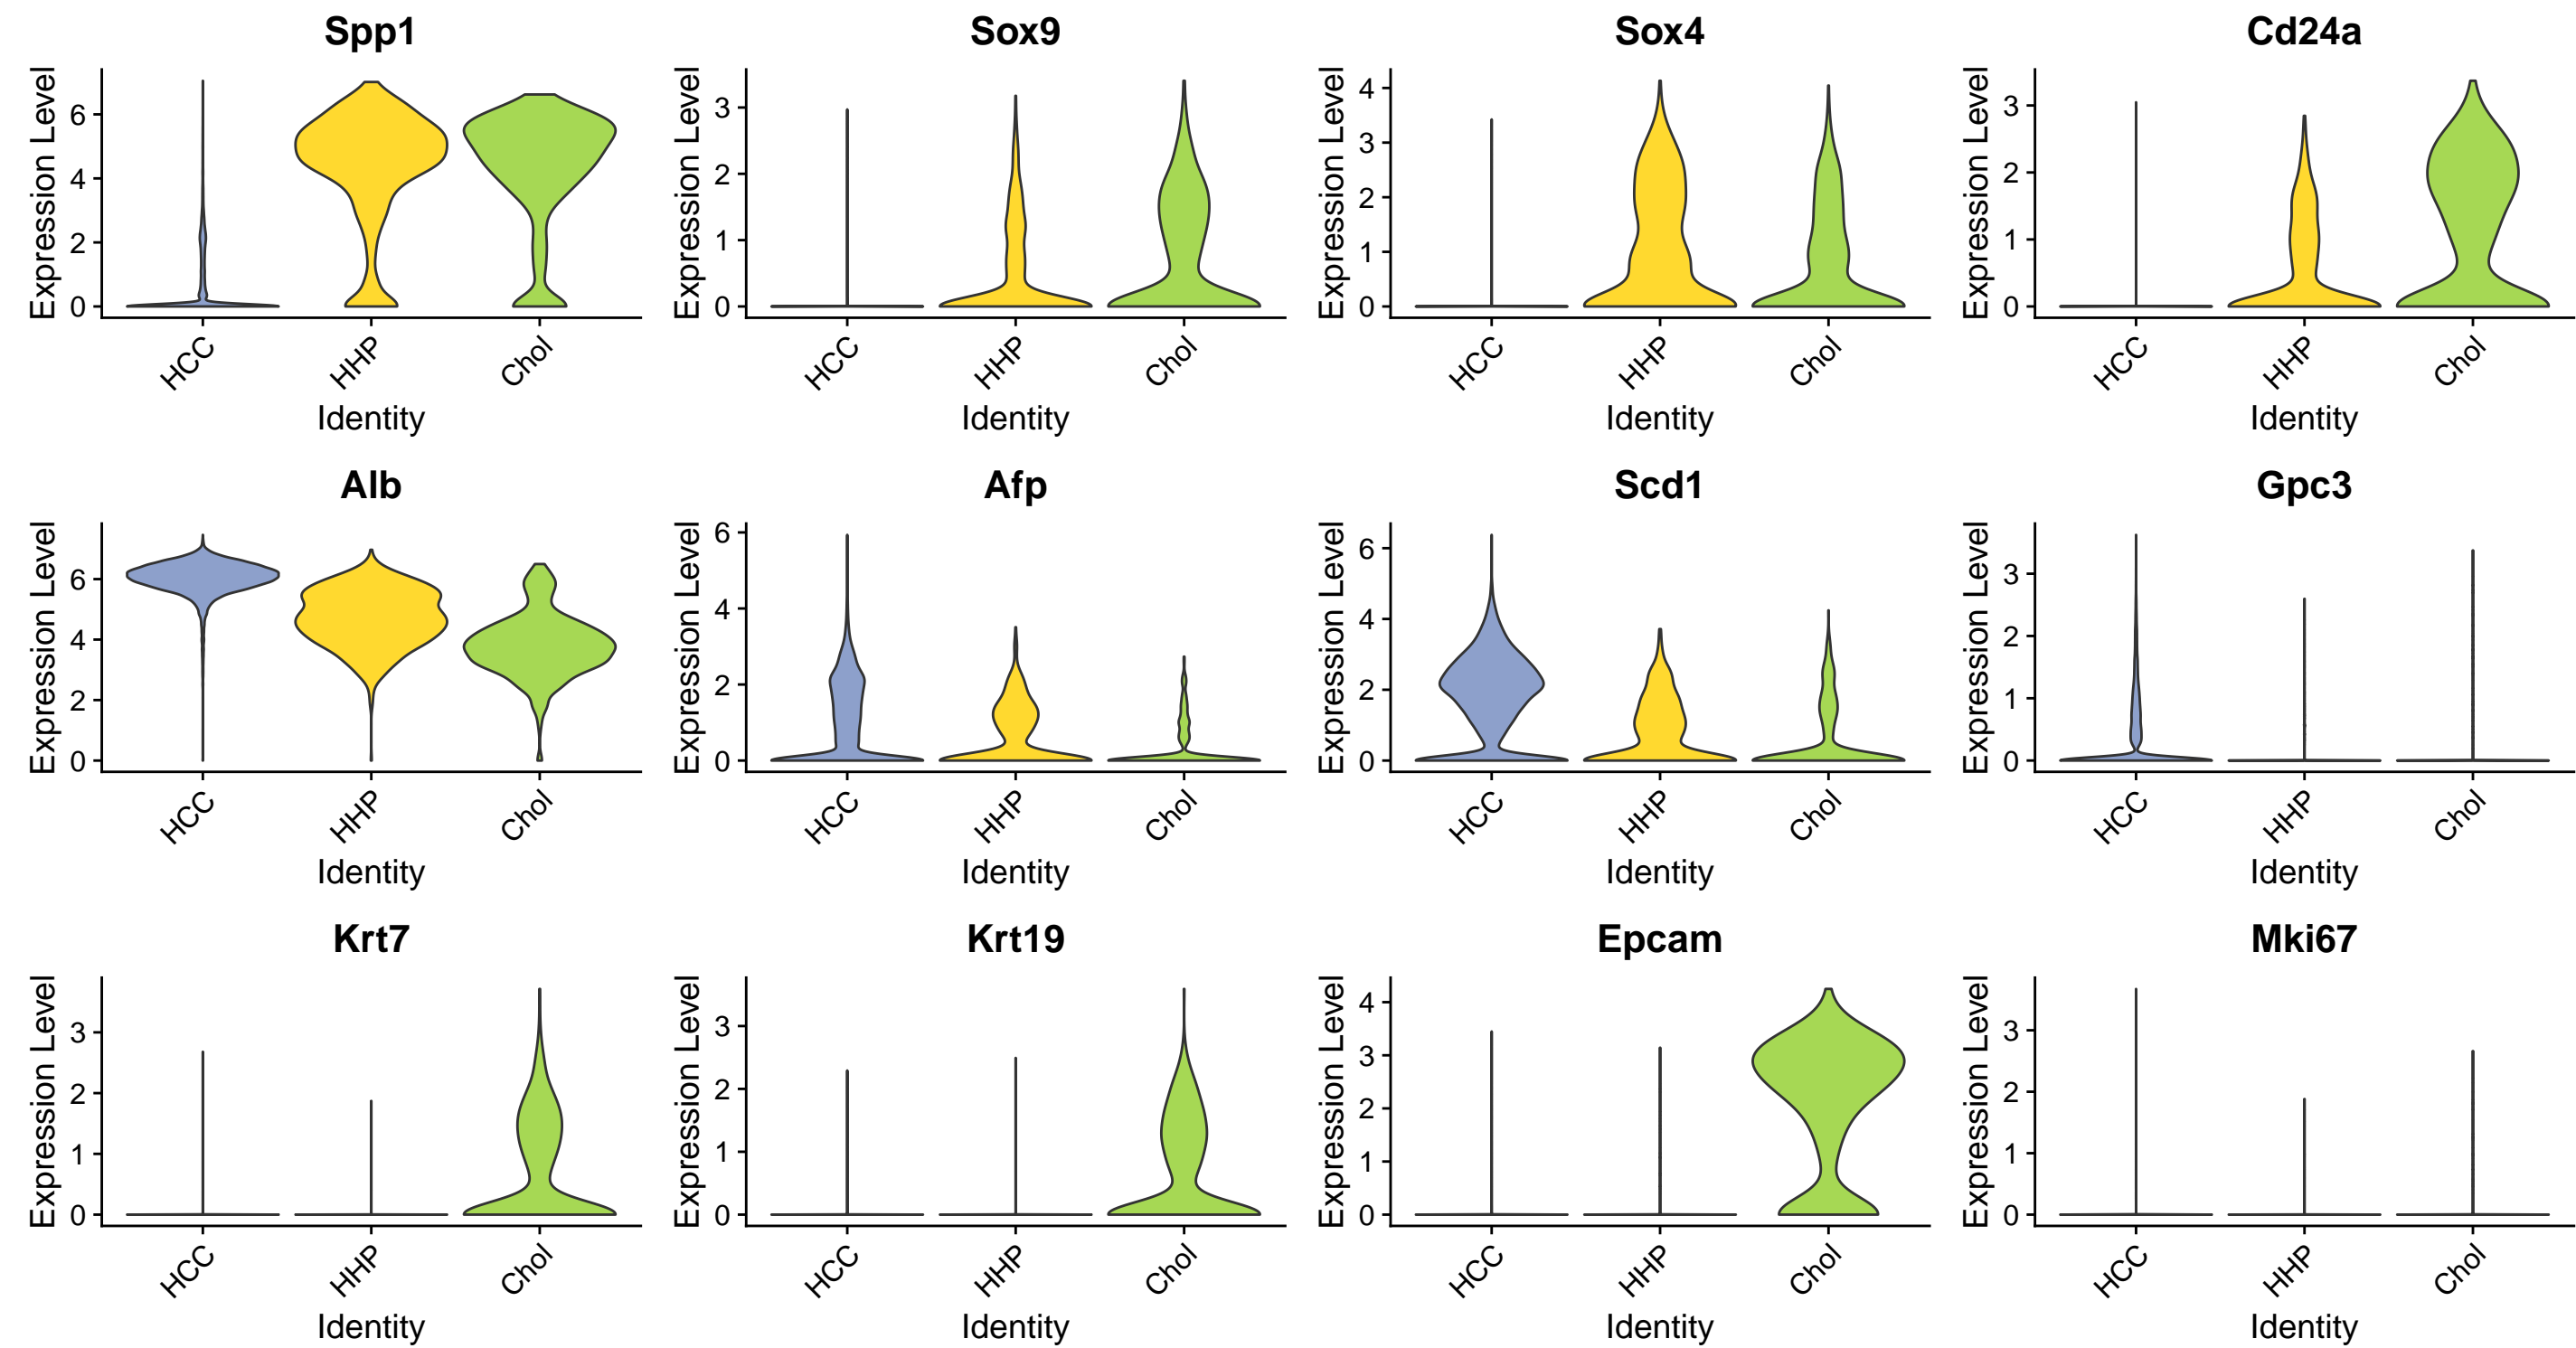 Spp1 Sox9 Sox4 Cd24a
Expression Level 6 4 2 0 Expression Level 3 2 1 0 Expression Level 4 3 2 1 0 Expression Level 3 2 1 0
HCC HHP Chol HCC HHP Chol HCC HHP Chol HCC HHP Chol
Identity Identity Identity Identity
Alb Afp Scd1 Gpc3
Expression Level 6 4 2 0 Expression Level 6 4 2 0 Expression Level 6 4 2 0 Expression Level 3 2 1 0
HCC HHP Chol HCC HHP Chol HCC HHP Chol HCC HHP Chol
Identity Identity Identity Identity
Krt7 Krt19 Epcam Mki67
Expression Level 3 2 1 0 Expression Level 3 2 1 0 Expression Level 4 3 2 1 0 Expression Level 3 2 1 0
HCC HHP Chol HCC HHP Chol HCC HHP Chol HCC HHP Chol
Identity Identity Identity Identity